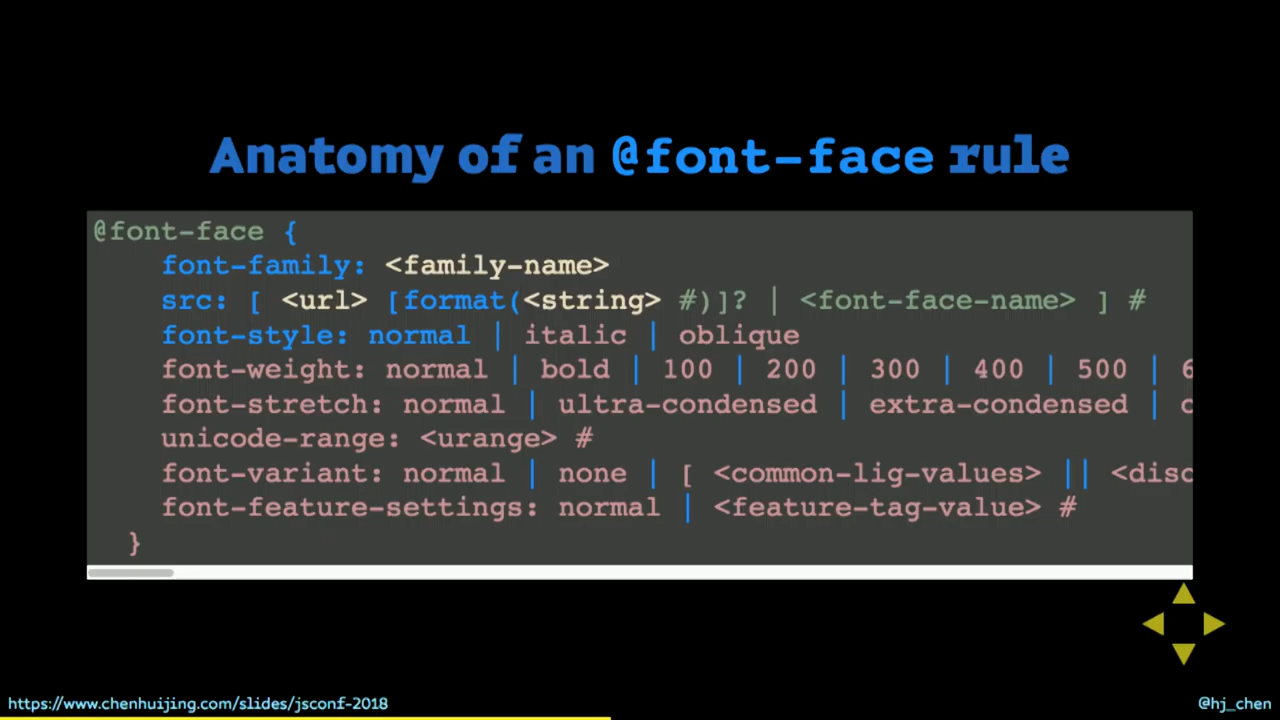 Anatomy of an @font-face rule
@font-face {
font-family: <family-name>
src: [ <url> [format(<string> #)]? | <font-face-name> ] #
font-style: normal | italic | oblique
font-weight: normal | bold | 100 | 200 | 300 | 400 | 500 |
font-stretch: normal | ultra-condensed | extra-condensed |
unicode-range: <urange> #
font-variant: normal | none | [ <common-lig-values> || <disc
font-feature-settings: normal | <feature-tag-value> #
}
https://www.chenhuijing.com/slides/jsconf-2018
@hj_chen